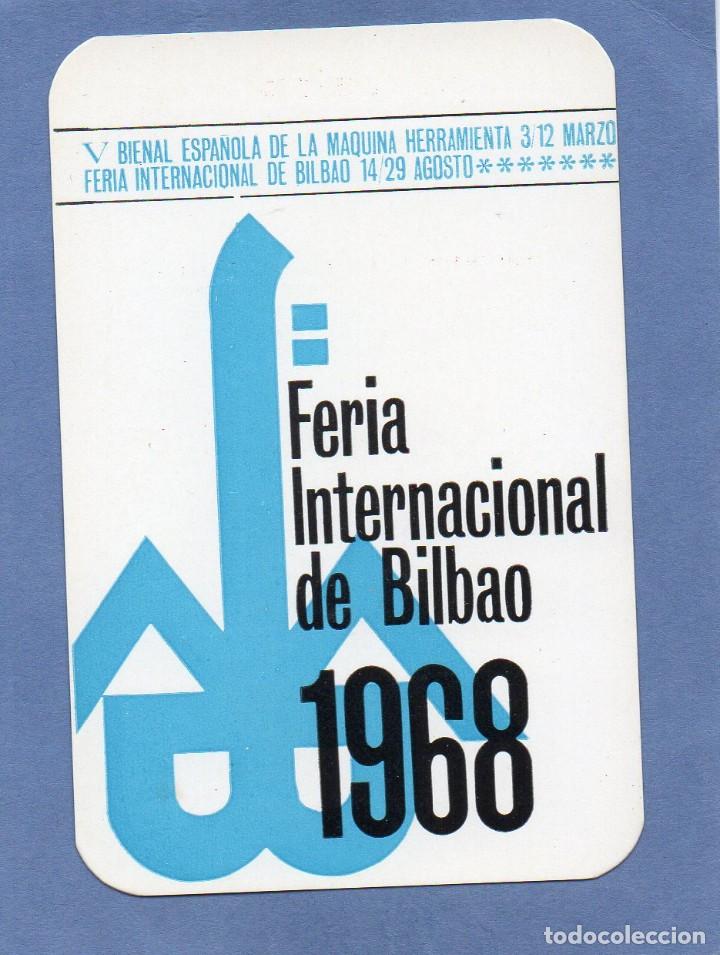 V BIENAL ESPAÑOLA DE LA MAQUINA HERRAMIENTA 3/12 MARZO
FERIA INTERNACIONAL DE BILBAO 14/29 AGOSTO*******
Feria
Internacional
de Bilbao
1968
todocoleccion